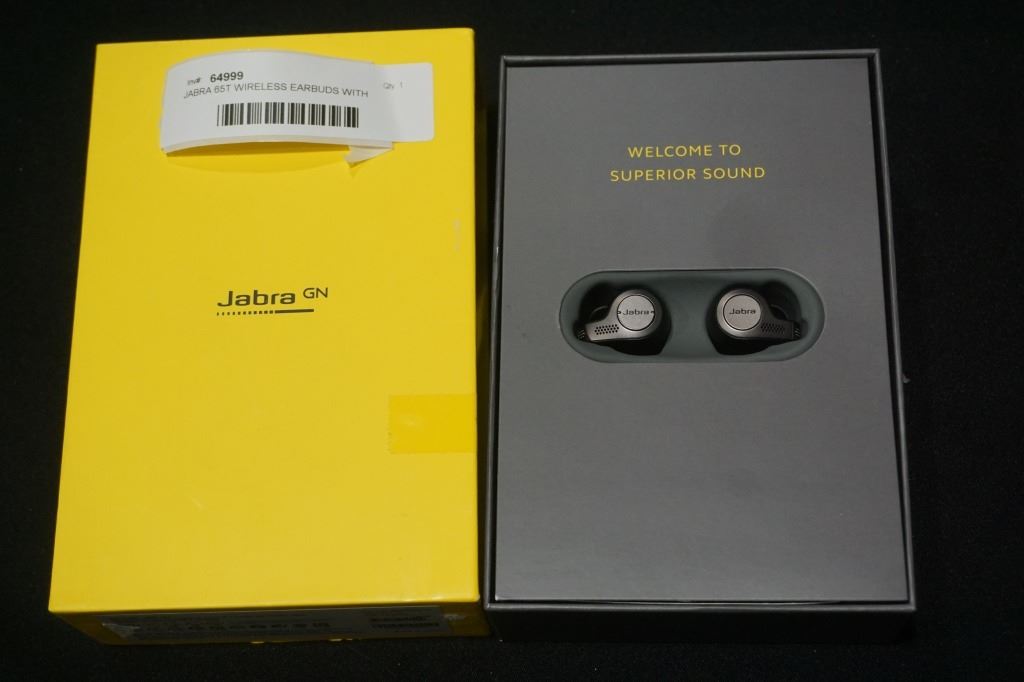 Inv# 64999
JABRA 65T WIRELESS EARBUDS WITH
Qty 1
Jabra GN
WELCOME TO
SUPERIOR SOUND
Jabra
Jabra